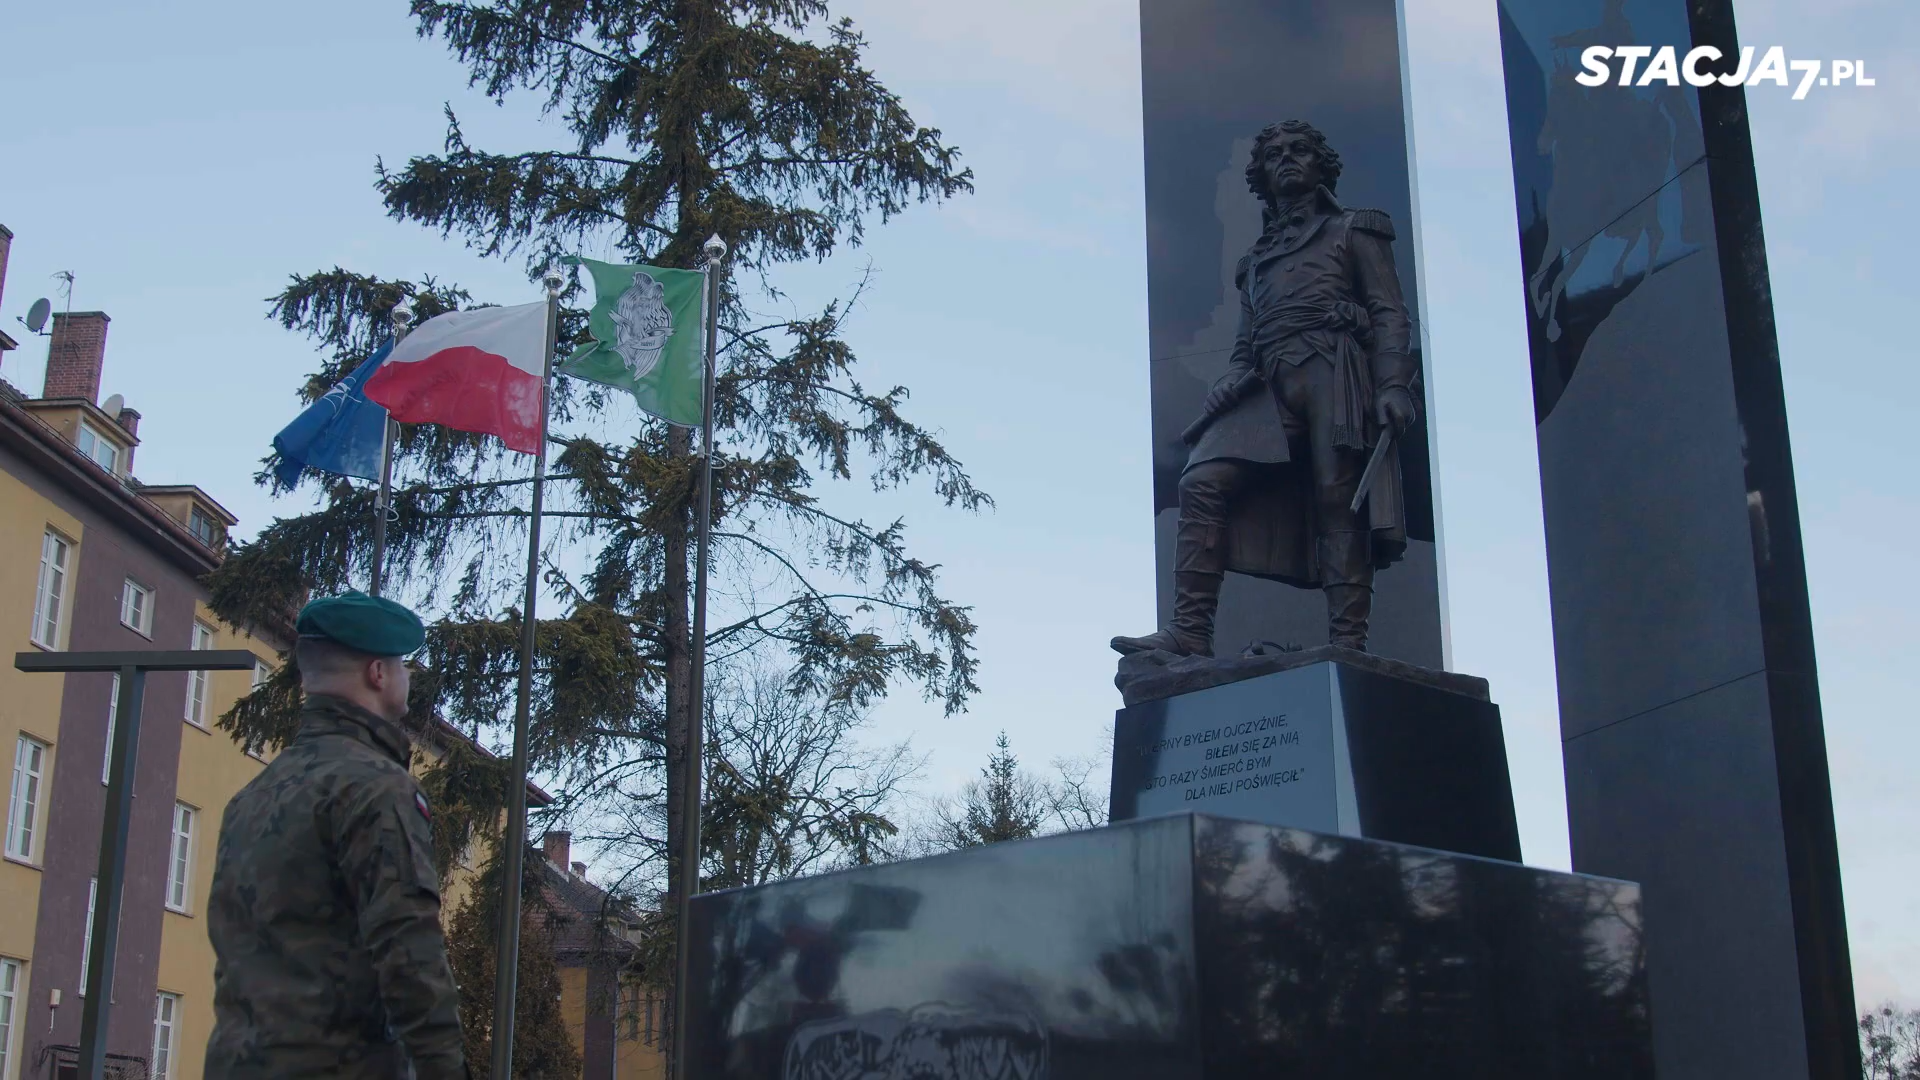 STACJA7.PL
BYŁEM OJCZYŹNIE,
BIŁEM SIĘ ZA NIĄ
STO RAZY ŚMIERĆ BYM
DLA NIEJ POŚWIĘCIŁ"